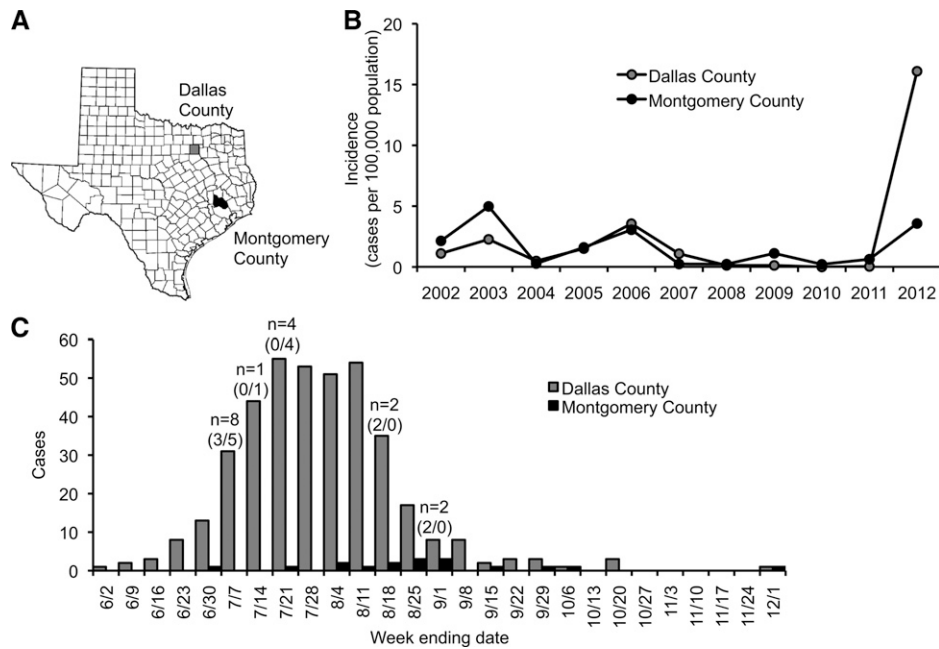 A
Dallas
County
Montgomery
County
B
Incidence
(cases per 100,000 population)
20
15
10
5
0
Dallas County
Montgomery County
2002 2003 2004 2005 2006 2007 2008 2009 2010 2011 2012
C
Cases
60
50
40
30
20
10
0
n=8
(3/5)
n=1
(0/1)
n=4
(0/4)
n=2
(2/0)
n=2
(2/0)
Dallas County
Montgomery County
6/2 6/9 6/16 6/23 6/30 7/7 7/14 7/21 7/28 8/4 8/11 8/18 8/25 9/1 9/8 9/15 9/22 9/29 10/6 10/13 10/20 10/27 11/3 11/10 11/17 11/24 12/1
Week ending date